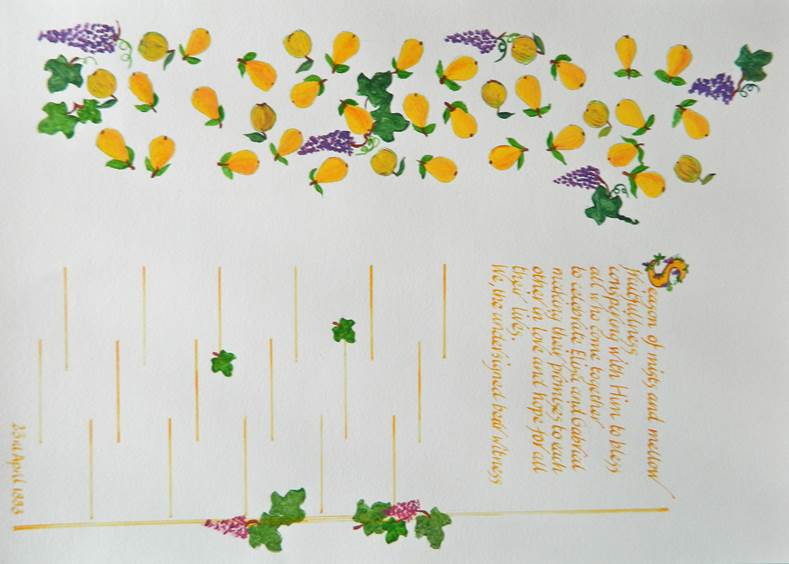 Season of mists and mellow
fruitfullness
conspiring with Him to bless
all who come together
to celebrate Eliza and Gabriel
making their promises to each
other in love and hope for all
their lives.
We, the undersigned bear witness
23rd April 1993